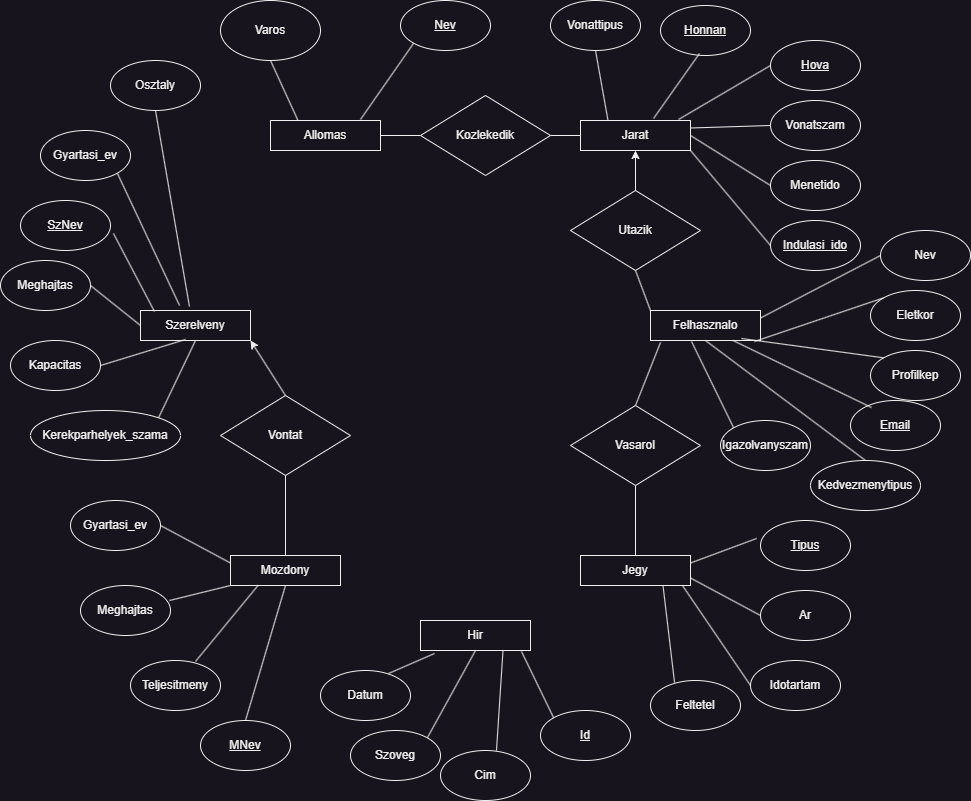 Varos
Nev
Vonattipus
Honnan
Hova
Osztaly
Allomas
Kozlekedik
Jarat
Vonatszam
Gyartasi_ev
Menetido
SzNev
Utazik
Indulasi_ido
Nev
Meghajtas
Szerelveny
Felhasznalo
Eletkor
Kapacitas
Profilkep
Kerekparhelyek_szama
Vontat
Vasarol
Igazolvanyszam
Email
Kedvezmenytipus
Gyartasi_ev
Tipus
Mozdony
Jegy
Meghajtas
Hir
Ar
Teljesitmeny
Datum
Idotartam
Feltetel
MNev
Szoveg
Cim
Id